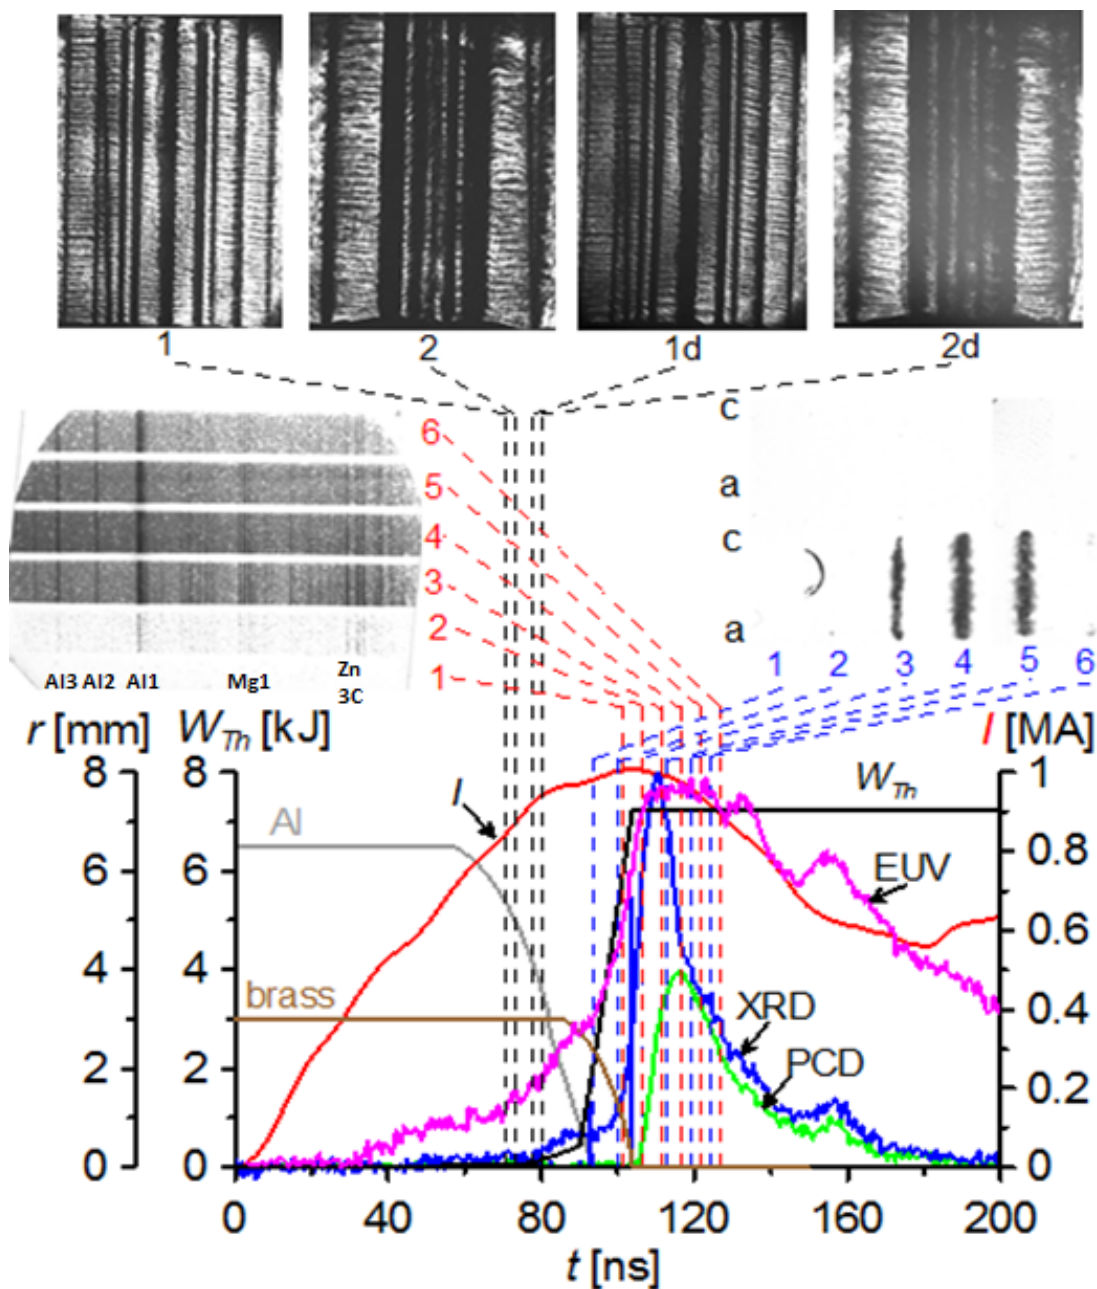 1 2 1d 2d
c
6
5
a
4
c
3
2
a
1
1 2 3 4 5 6
Al3 Al2 Al1 Mg1 Zn
3C
r [mm] W_Th [kJ] I [MA]
8 8 1
I W_Th
Al
EUV
6 6 0.8
0.6
4 4
brass XRD 0.4
PCD
2 2
0.2
0 0 0
0 40 80 120 160 200
t [ns]